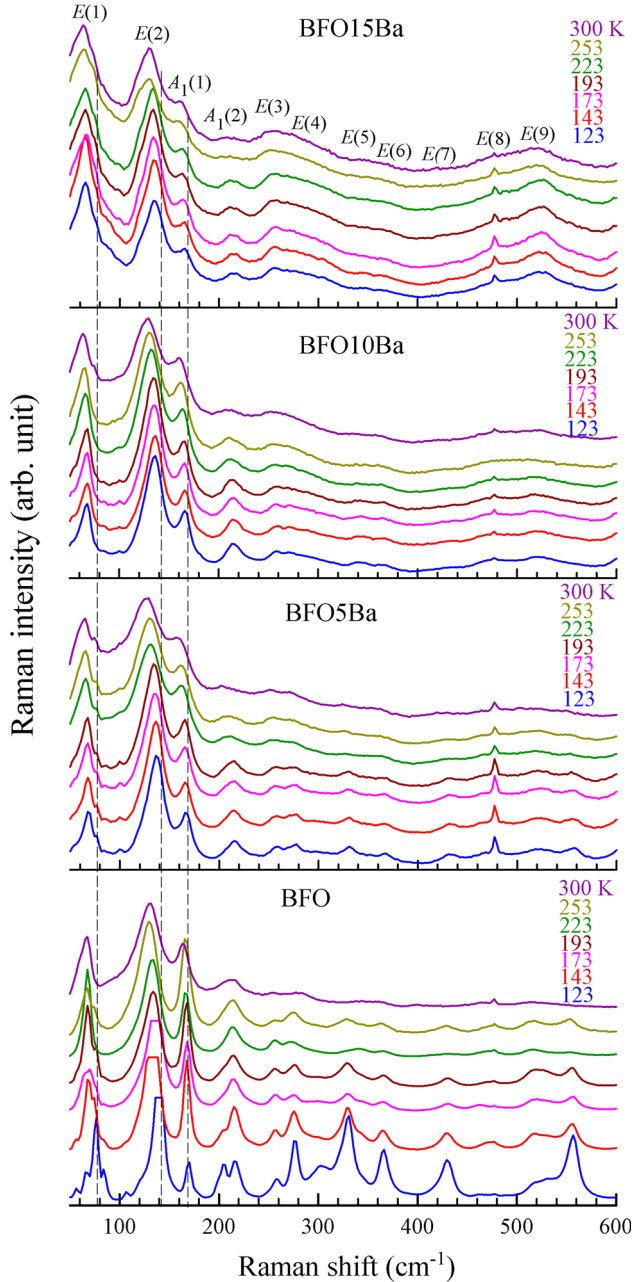 BFO15Ba
E(1)
E(2)
A1(1)
A1(2)
E(3)
E(4)
E(5)
E(6)
E(7)
E(8)
E(9)
300 K
253
223
193
173
143
123
BFO10Ba
300 K
253
223
193
173
143
123
BFO5Ba
300 K
253
223
193
173
143
123
BFO
300 K
253
223
193
173
143
123
Raman intensity (arb. unit)
100 200 300 400 500 600
Raman shift (cm-1)